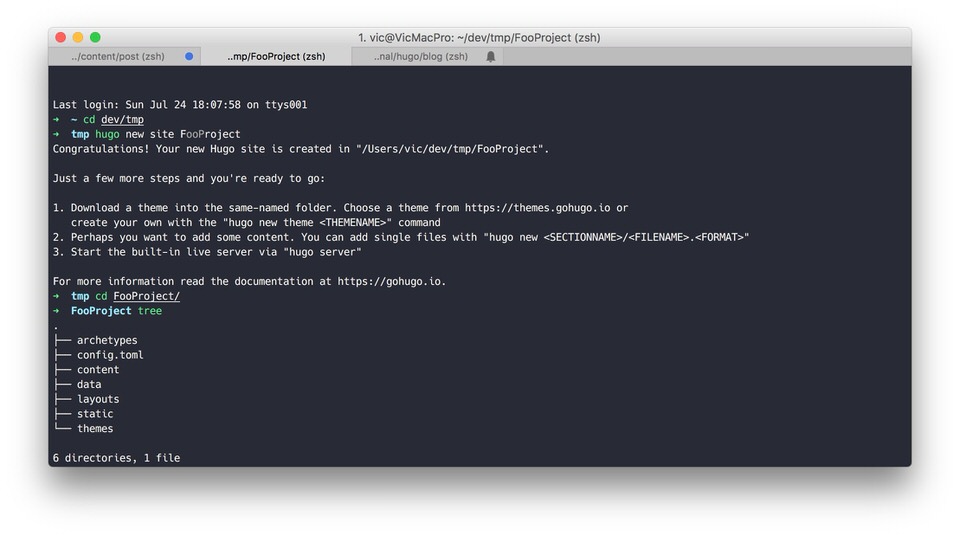 1. vic@VicMacPro: ~/dev/tmp/FooProject (zsh)
../content/post (zsh) ..mp/FooProject (zsh) ..nal/hugo/blog (zsh)
Last login: Sun Jul 24 18:07:58 on ttys001
➜ ~ cd dev/tmp
➜ tmp hugo new site FooProject
Congratulations! Your new Hugo site is created in "/Users/vic/dev/tmp/FooProject".
Just a few more steps and you're ready to go:
1. Download a theme into the same-named folder. Choose a theme from https://themes.gohugo.io or
create your own with the "hugo new theme <THEMENAME>" command
2. Perhaps you want to add some content. You can add single files with "hugo new <SECTIONNAME>/<FILENAME>.<FORMAT>"
3. Start the built-in live server via "hugo server"
For more information read the documentation at https://gohugo.io.
➜ tmp cd FooProject/
➜ FooProject tree
.
├── archetypes
├── config.toml
├── content
├── data
├── layouts
├── static
└── themes
6 directories, 1 file